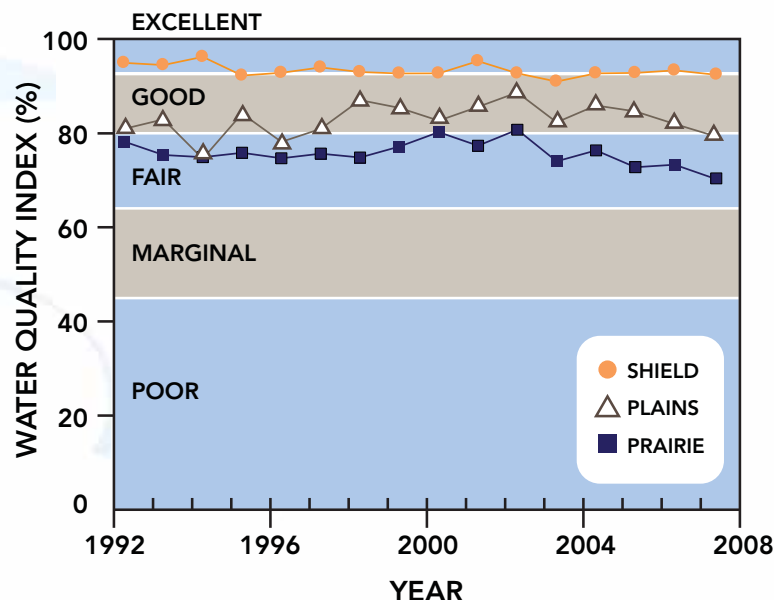 EXCELLENT
100
GOOD
80
FAIR
60
MARGINAL
40
POOR
20
0
WATER QUALITY INDEX (%)
SHIELD
PLAINS
PRAIRIE
1992 1996 2000 2004 2008
YEAR